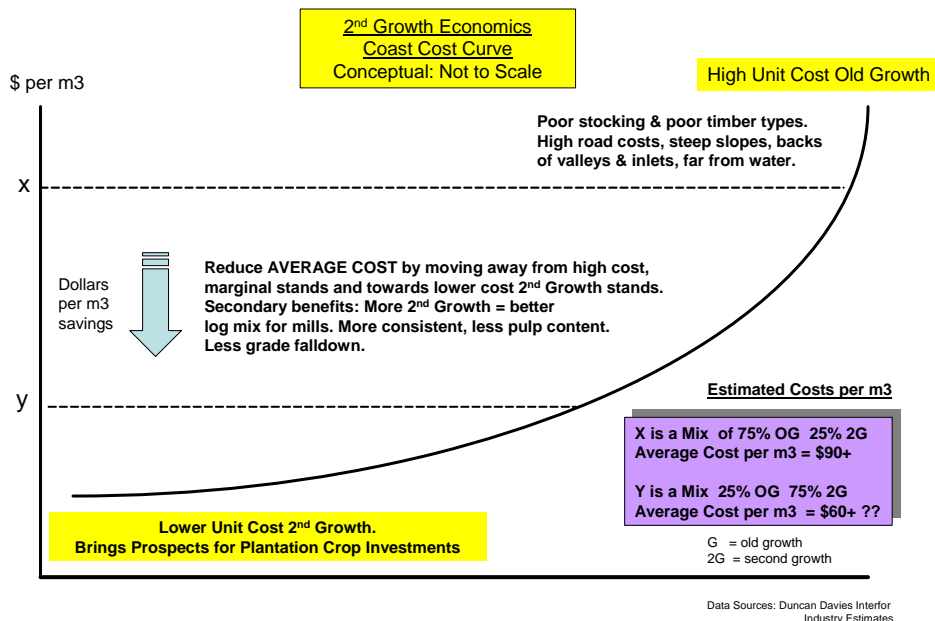 2nd Growth Economics
Coast Cost Curve
Conceptual: Not to Scale
$ per m3
High Unit Cost Old Growth
Poor stocking & poor timber types.
High road costs, steep slopes, backs
of valleys & inlets, far from water.
x
Dollars
per m3
savings
Reduce AVERAGE COST by moving away from high cost,
marginal stands and towards lower cost 2nd Growth stands.
Secondary benefits: More 2nd Growth = better
log mix for mills. More consistent, less pulp content.
Less grade falldown.
y
Estimated Costs per m3
X is a Mix of 75% OG 25% 2G
Average Cost per m3 = $90+
Y is a Mix 25% OG 75% 2G
Average Cost per m3 = $60+ ??
Lower Unit Cost 2nd Growth.
Brings Prospects for Plantation Crop Investments
G = old growth
2G = second growth
Data Sources: Duncan Davies Interfor
Industry Estimates